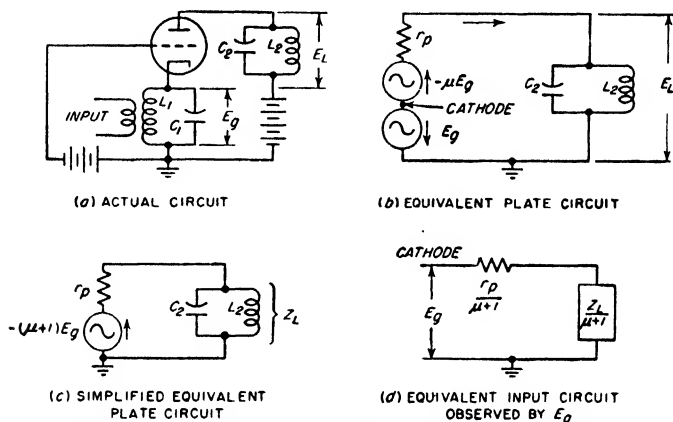 C2
L2
EL
INPUT
L1
C1
Eg
(a) ACTUAL CIRCUIT
rp
-μEg
CATHODE
Eg
C2
L2
EL
(b) EQUIVALENT PLATE CIRCUIT
rp
-(μ+1)Eg
C2
L2
ZL
(c) SIMPLIFIED EQUIVALENT
PLATE CIRCUIT
CATHODE
Eg
rp
μ+1
ZL
μ+1
(d) EQUIVALENT INPUT CIRCUIT
OBSERVED BY Eg